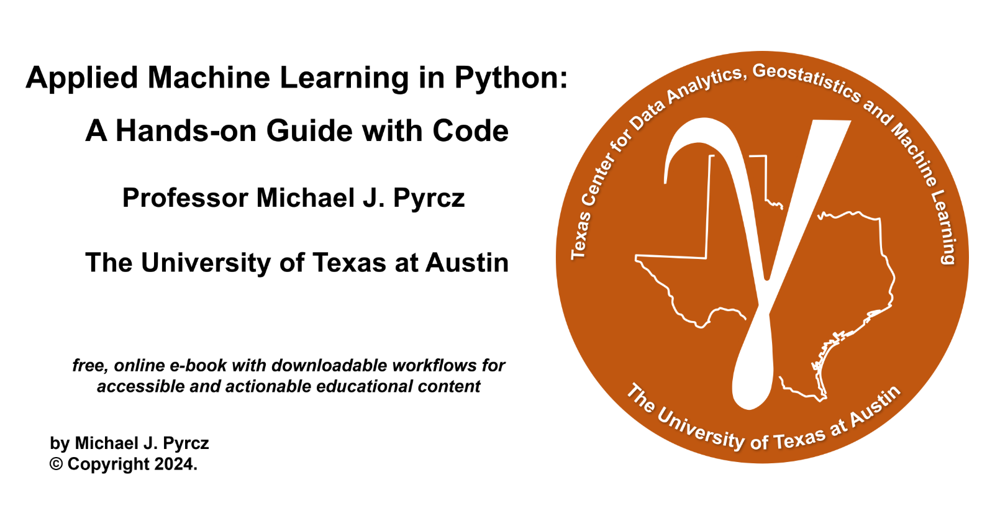 Applied Machine Learning in Python:
A Hands-on Guide with Code
Professor Michael J. Pyrcz
The University of Texas at Austin
free, online e-book with downloadable workflows for
accessible and actionable educational content
by Michael J. Pyrcz
© Copyright 2024.
Texas Center for Data Analytics, Geostatistics and Machine Learning
The University of Texas at Austin